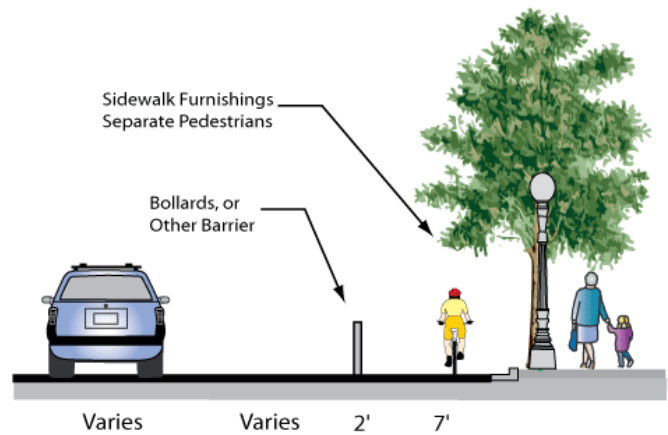 Sidewalk Furnishings
Separate Pedestrians
Bollards, or
Other Barrier
Varies Varies 2' 7'